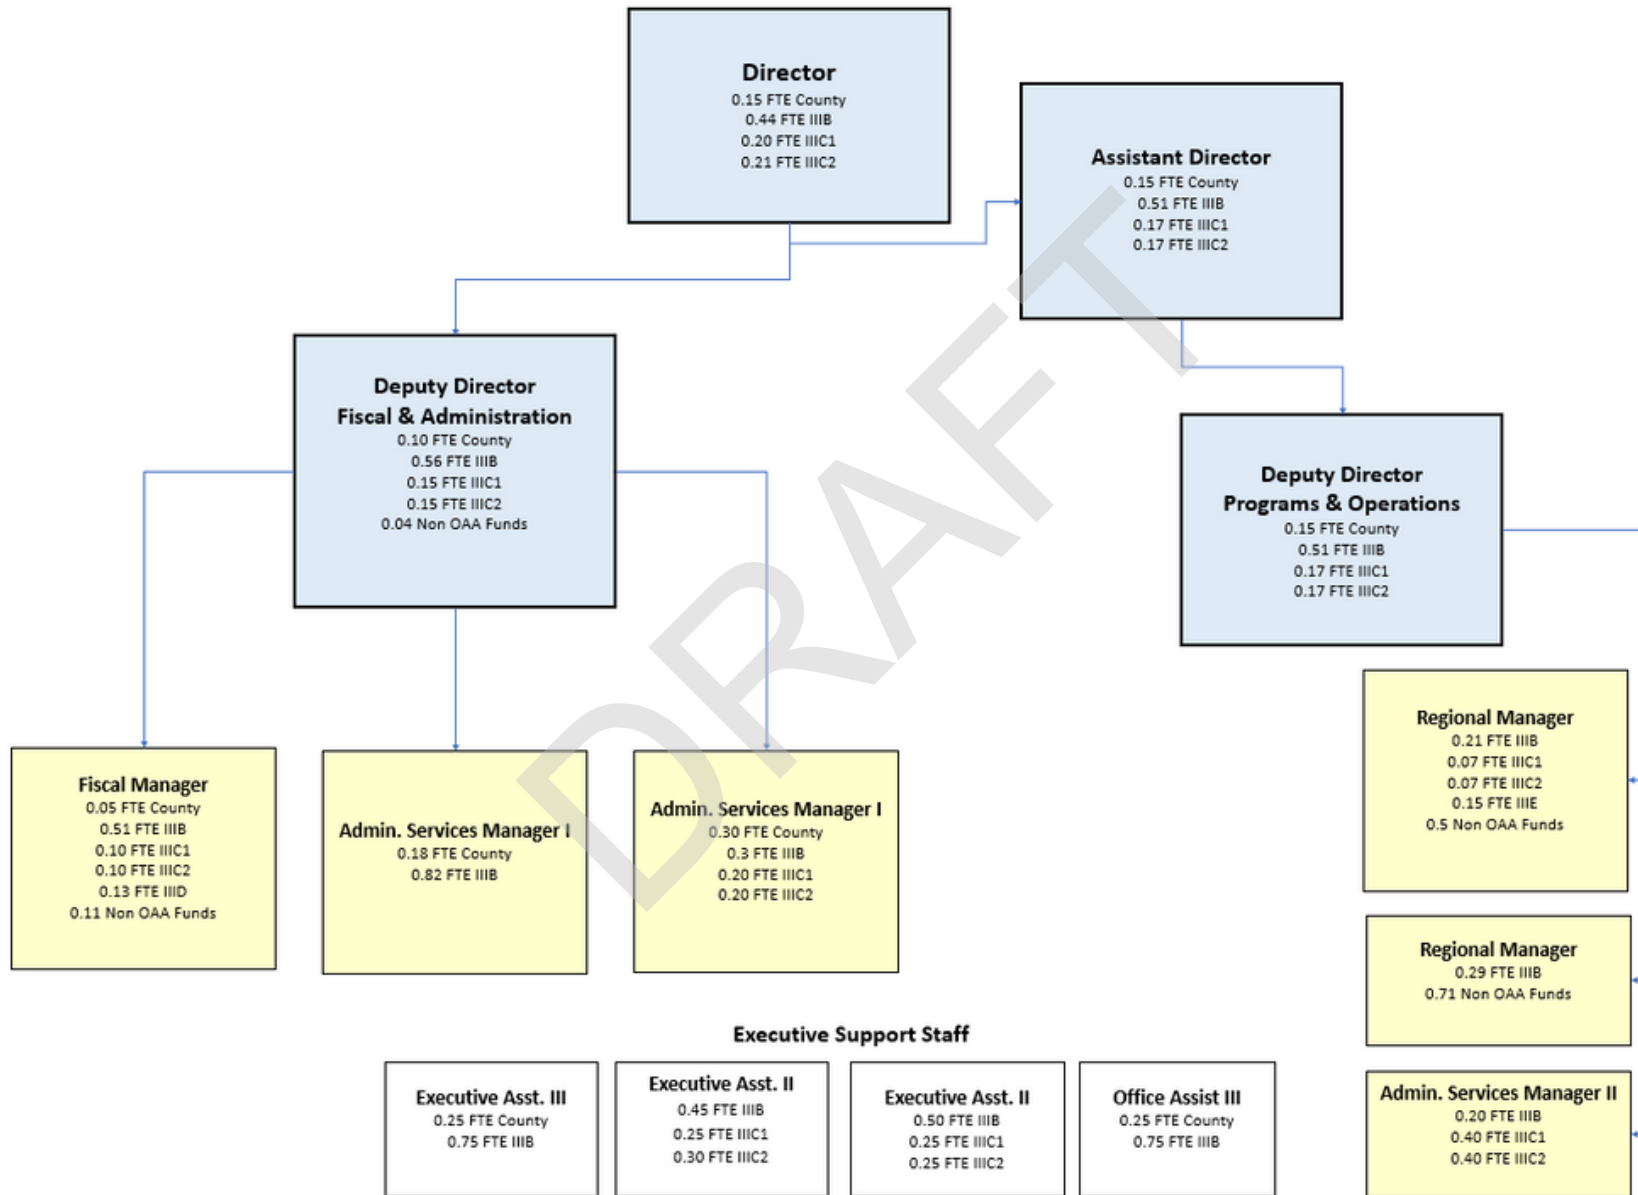 Director
0.15 FTE County
0.44 FTE IIIB
0.20 FTE IIIC1
0.21 FTE IIIC2
Assistant Director
0.15 FTE County
0.51 FTE IIIB
0.17 FTE IIIC1
0.17 FTE IIIC2
Deputy Director
Fiscal & Administration
0.10 FTE County
0.56 FTE IIIB
0.15 FTE IIIC1
0.15 FTE IIIC2
0.04 Non OAA Funds
Deputy Director
Programs & Operations
0.15 FTE County
0.51 FTE IIIB
0.17 FTE IIIC1
0.17 FTE IIIC2
DRAFT
Fiscal Manager
0.05 FTE County
0.51 FTE IIIB
0.10 FTE IIIC1
0.10 FTE IIIC2
0.13 FTE IIID
0.11 Non OAA Funds
Admin. Services Manager I
0.18 FTE County
0.82 FTE IIIB
Admin. Services Manager I
0.30 FTE County
0.3 FTE IIIB
0.20 FTE IIIC1
0.20 FTE IIIC2
Regional Manager
0.21 FTE IIIB
0.07 FTE IIIC1
0.07 FTE IIIC2
0.15 FTE IIIE
0.5 Non OAA Funds
Regional Manager
0.29 FTE IIIB
0.71 Non OAA Funds
Executive Support Staff
Executive Asst. III
0.25 FTE County
0.75 FTE IIIB
Executive Asst. II
0.45 FTE IIIB
0.25 FTE IIIC1
0.30 FTE IIIC2
Executive Asst. II
0.50 FTE IIIB
0.25 FTE IIIC1
0.25 FTE IIIC2
Office Assist III
0.25 FTE County
0.75 FTE IIIB
Admin. Services Manager II
0.20 FTE IIIB
0.40 FTE IIIC1
0.40 FTE IIIC2